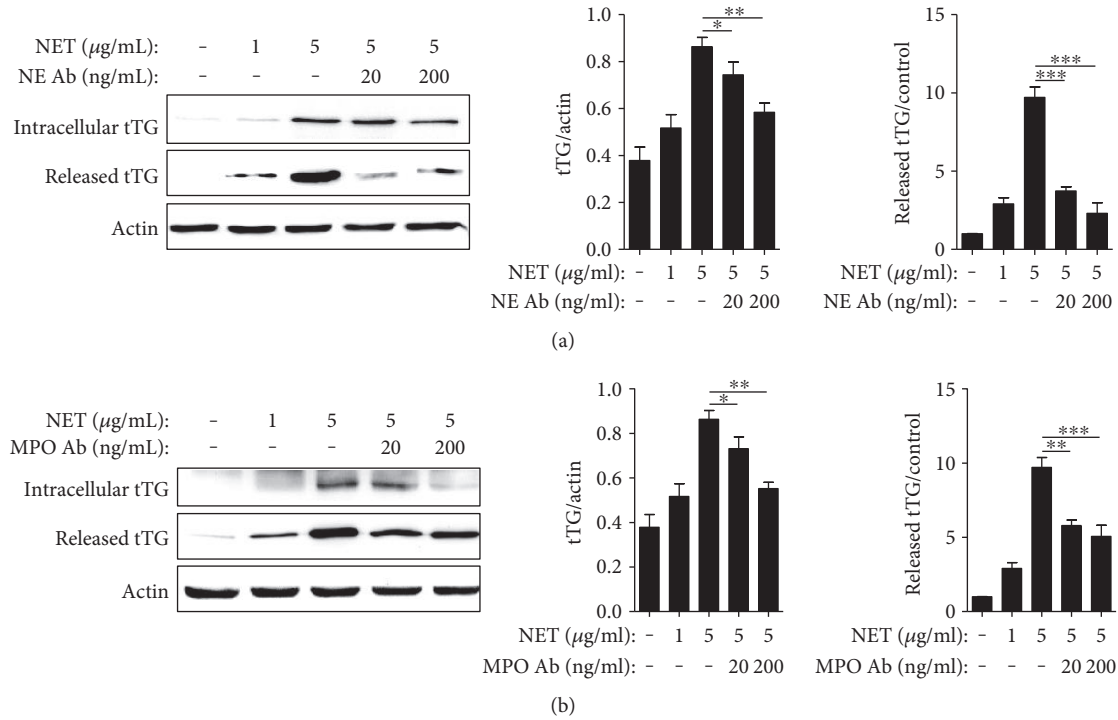 NET (μg/mL): – 1 5 5 5
NE Ab (ng/mL): – – – 20 200
Intracellular tTG
Released tTG
Actin
tTG/actin
1.0
0.8
0.6
0.4
0.2
0.0
** 
*
NET (μg/ml): – 1 5 5 5
NE Ab (ng/ml): – – – 20 200
Released tTG/control
15
10
5
0
***
***
NET (μg/ml): – 1 5 5 5
NE Ab (ng/ml): – – – 20 200
(a)
NET (μg/mL): – 1 5 5 5
MPO Ab (ng/mL): – – – 20 200
Intracellular tTG
Released tTG
Actin
tTG/actin
1.0
0.8
0.6
0.4
0.2
0.0
**
*
NET (μg/ml): – 1 5 5 5
MPO Ab (ng/ml): – – – 20 200
Released tTG/control
15
10
5
0
***
**
NET (μg/ml): – 1 5 5 5
MPO Ab (ng/ml): – – – 20 200
(b)